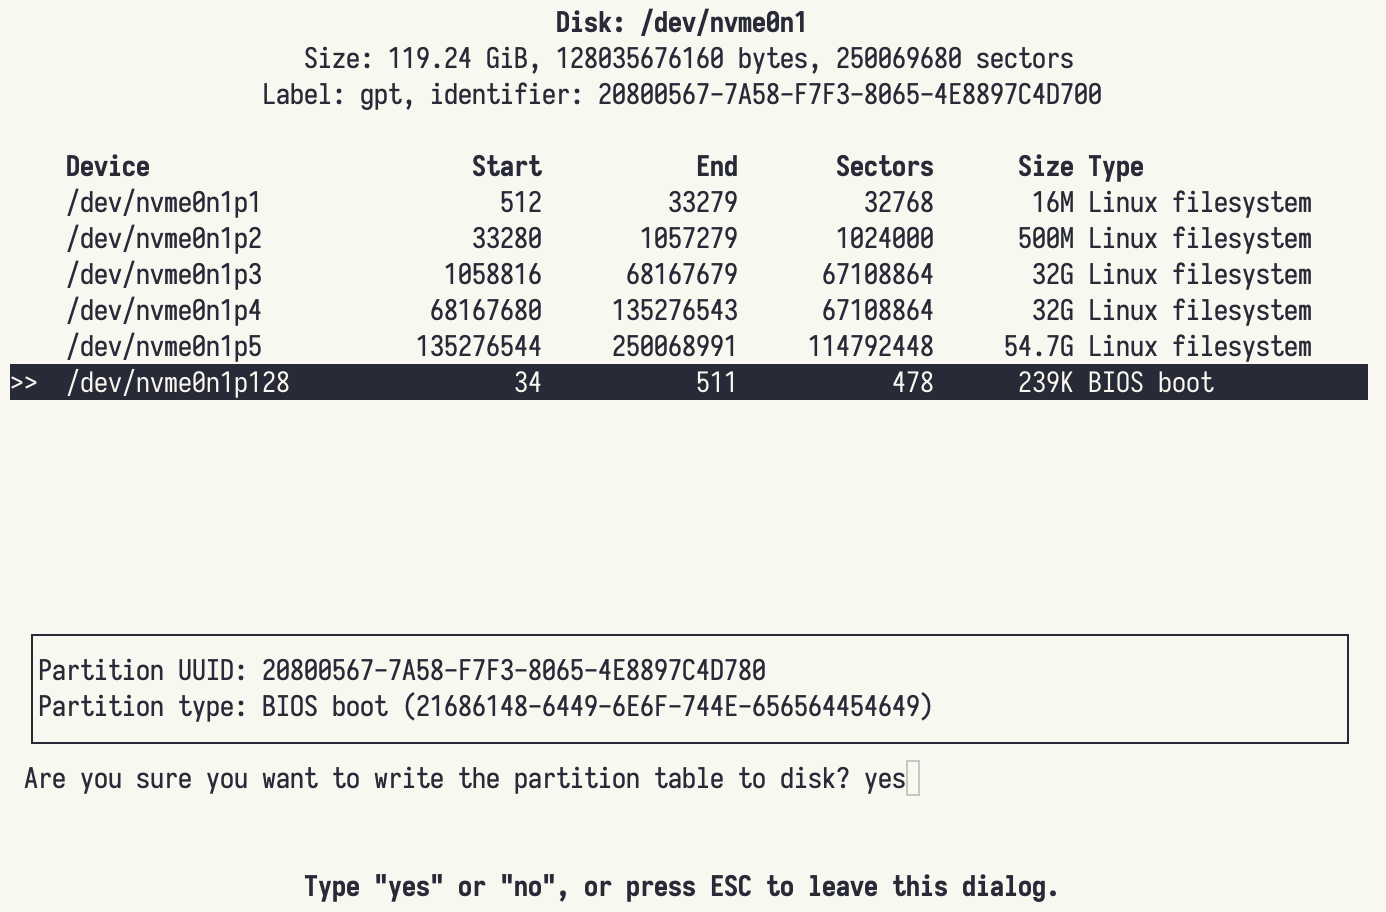 Disk: /dev/nvme0n1
Size: 119.24 GiB, 128035676160 bytes, 250069680 sectors
Label: gpt, identifier: 20800567-7A58-F7F3-8065-4E8897C4D700
Device Start End Sectors Size Type
/dev/nvme0n1p1 512 33279 32768 16M Linux filesystem
/dev/nvme0n1p2 33280 1057279 1024000 500M Linux filesystem
/dev/nvme0n1p3 1058816 68167679 67108864 32G Linux filesystem
/dev/nvme0n1p4 68167680 135276543 67108864 32G Linux filesystem
/dev/nvme0n1p5 135276544 250068991 114792448 54.7G Linux filesystem
>> /dev/nvme0n1p128 34 511 478 239K BIOS boot
Partition UUID: 20800567-7A58-F7F3-8065-4E8897C4D780
Partition type: BIOS boot (21686148-6449-6E6F-744E-656564454649)
Are you sure you want to write the partition table to disk? yes
Type "yes" or "no", or press ESC to leave this dialog.